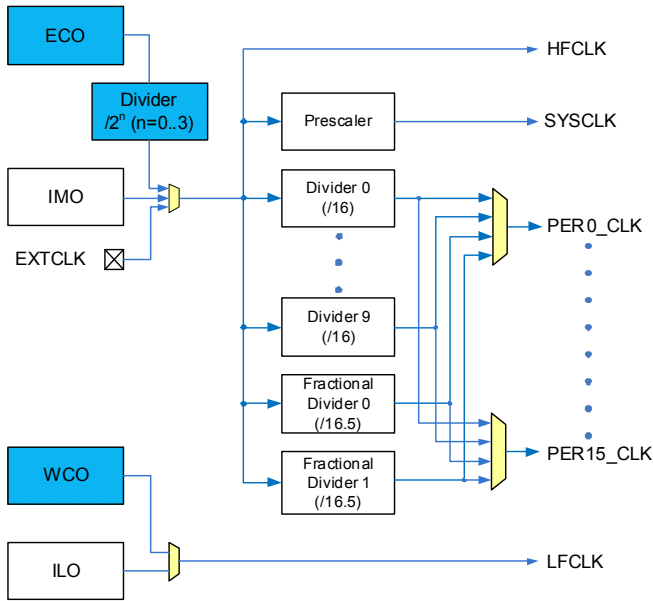 ECO
HFCLK
Divider
/2ⁿ (n=0..3)
Prescaler
SYSCLK
IMO
Divider 0
(/16)
PER0_CLK
EXTCLK
Divider 9
(/16)
Fractional
Divider 0
(/16.5)
Fractional
Divider 1
(/16.5)
PER15_CLK
WCO
ILO
LFCLK